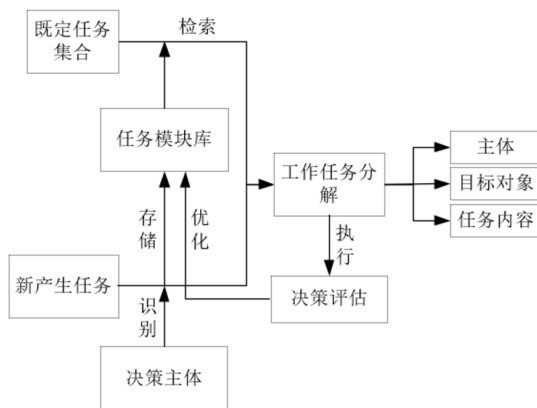 既定任务
集合
检索
任务模块库
工作任务分
解
主体
目标对象
任务内容
存
储
优
化
执
行
新产生任务
识
别
决策评估
决策主体